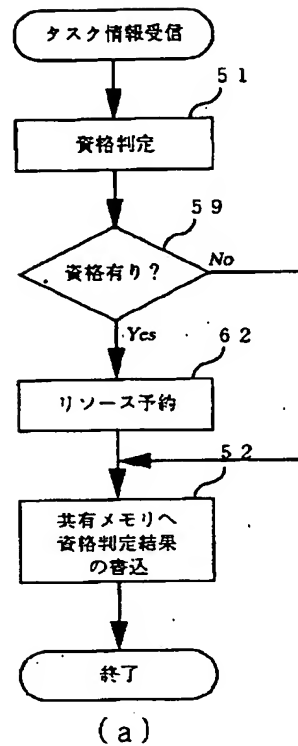 タスク情報受信
51
資格判定
59
資格有り?
No
Yes
62
リソース予約
52
共有メモリへ
資格判定結果
の書込
終了
(a)